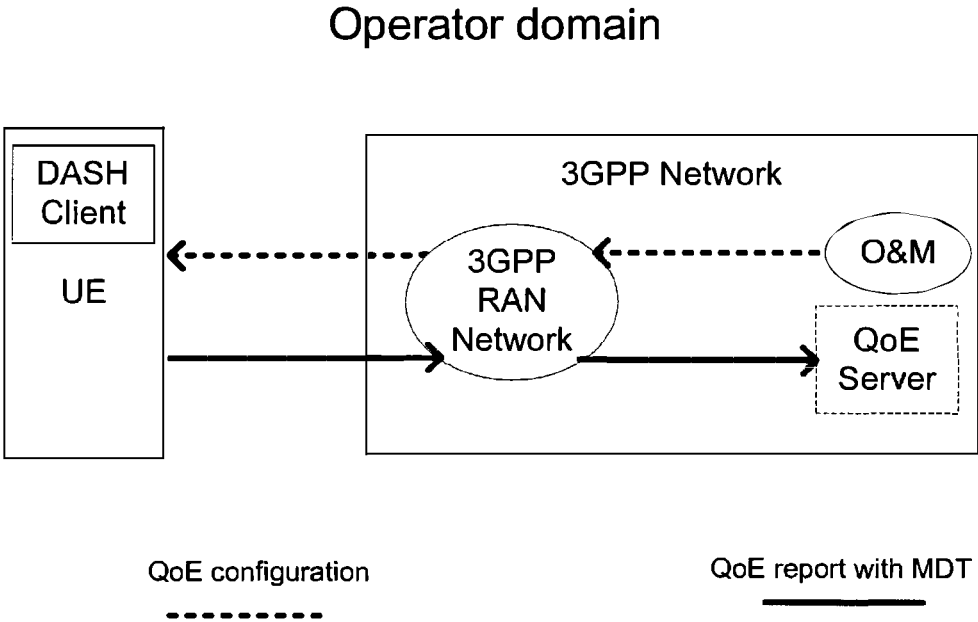 Operator domain
DASH
Client
UE
3GPP Network
3GPP
RAN
Network
O&M
QoE
Server
QoE configuration
QoE report with MDT